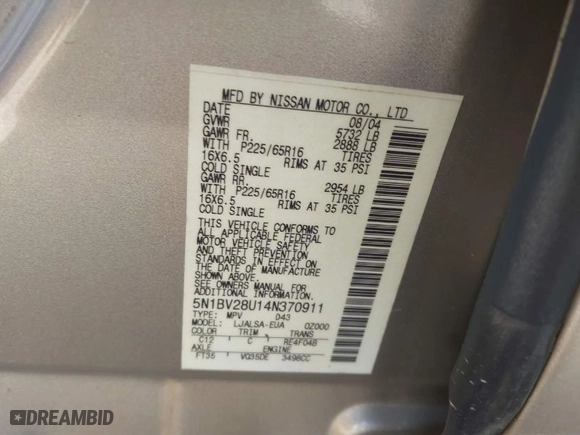 MFD BY NISSAN MOTOR CO., LTD
DATE 08/04
GVWR 5732 LB
GAWR FR. 2888 LB
WITH P225/65R16 TIRES
16X6.5 RIMS AT 35 PSI
COLD SINGLE
GAWR RR. 2954 LB
WITH P225/65R16 TIRES
16X6.5 RIMS AT 35 PSI
COLD SINGLE
THIS VEHICLE CONFORMS TO
ALL APPLICABLE FEDERAL
MOTOR VEHICLE SAFETY
AND THEFT PREVENTION
STANDARDS IN EFFECT ON
THE DATE OF MANUFACTURE
SHOWN ABOVE.
SEE OWNERS MANUAL FOR
ADDITIONAL INFORMATION
5N1BV28U14N370911
TYPE: MPV 043
MODEL: LJALSA-EUA 0Z000
COLOR TRIM TRANS
C12 C RE4F04B
AXLE ENGINE
FT35 VQ35DE 3498CC
DREAMBID